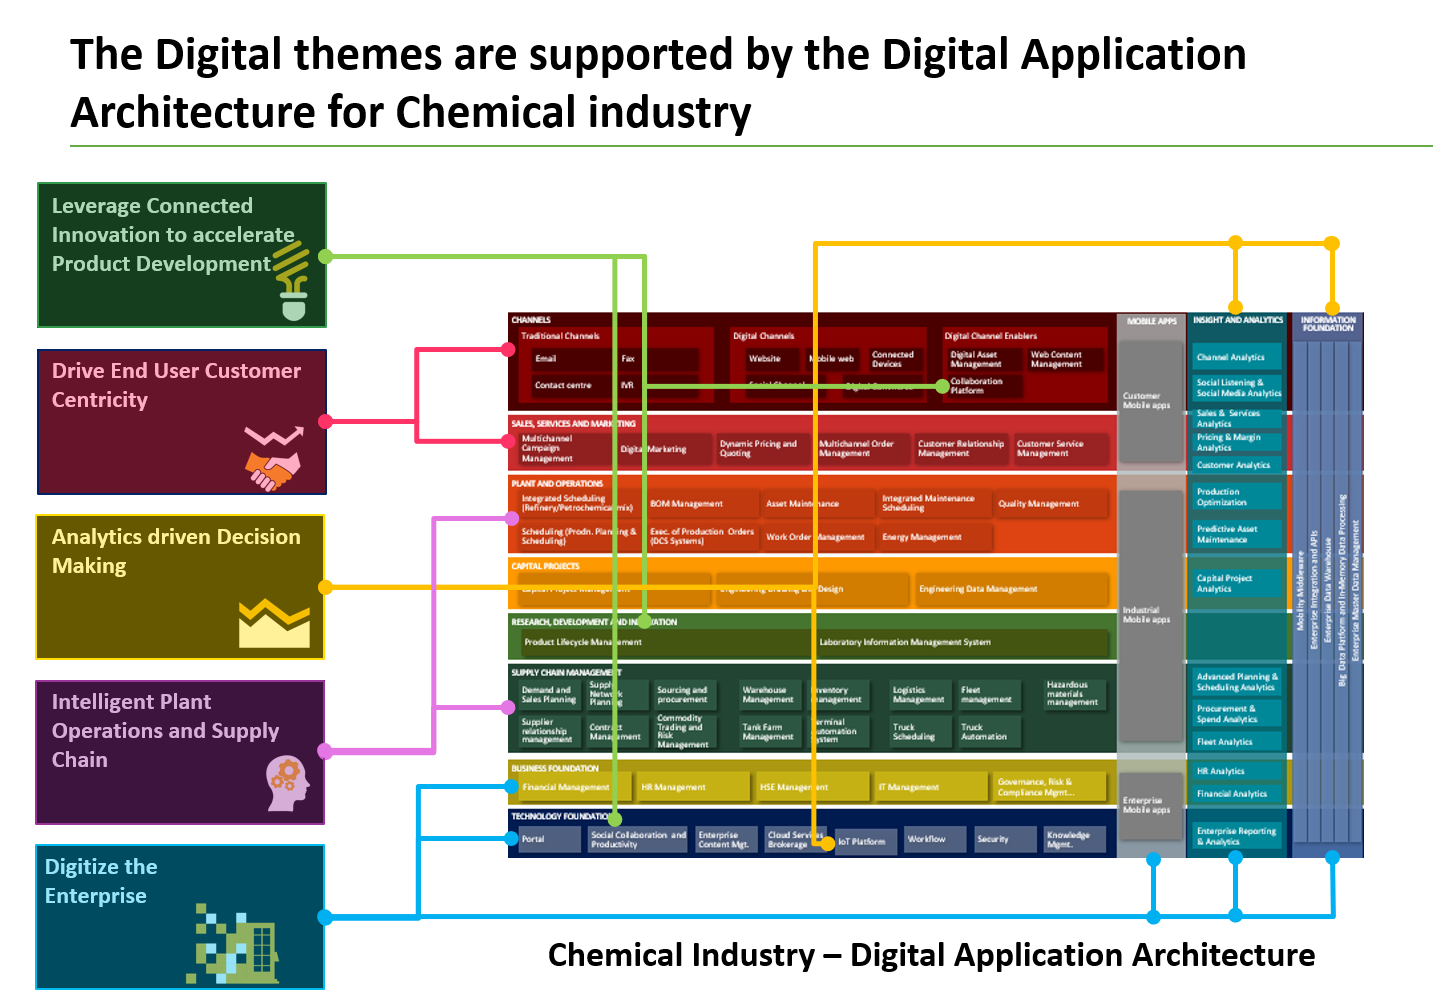 The Digital themes are supported by the Digital Application
Architecture for Chemical industry
Leverage Connected
Innovation to accelerate
Product Development
Drive End User Customer
Centricity
Analytics driven Decision
Making
Intelligent Plant
Operations and Supply
Chain
Digitize the
Enterprise
CHANNELS
Traditional Channels
Email
Fax
Contact centre
IVR
Digital Channels
Website
Mobile web
Connected
Devices
Social Channel
Digital Commerce
Digital Channel Enablers
Digital Asset
Management
Web Content
Management
Collaboration
Platform
SALES, SERVICES AND MARKETING
Multichannel
Campaign
Management
Digital Marketing
Dynamic Pricing and
Quoting
Multichannel Order
Management
Customer Relationship
Management
Customer Service
Management
PLANT AND OPERATIONS
Integrated Scheduling
(Refinery/Petrochemical mix)
BOM Management
Asset Maintenance
Integrated Maintenance
Scheduling
Quality Management
Scheduling (Prodn. Planning &
Scheduling)
Exec. of Production Orders
(DCS Systems)
Work Order Management
Energy Management
CAPITAL PROJECTS
Capital Project Management
Engineering Drawing and Design
Engineering Data Management
RESEARCH, DEVELOPMENT AND INNOVATION
Product Lifecycle Management
Laboratory Information Management System
SUPPLY CHAIN MANAGEMENT
Demand and
Sales Planning
Supply
Network
Planning
Sourcing and
procurement
Warehouse
Management
Inventory
Management
Logistics
Management
Fleet
management
Hazardous
materials
management
Supplier
relationship
management
Contract
Management
Commodity
Trading and
Risk
Management
Tank Farm
Management
Terminal
Automation
System
Truck
Scheduling
Truck
Automation
BUSINESS FOUNDATION
Financial Management
HR Management
HSE Management
IT Management
Governance, Risk &
Compliance Mgmt...
TECHNOLOGY FOUNDATION
Portal
Social Collaboration and
Productivity
Enterprise
Content Mgt.
Cloud Services
Brokerage
IoT Platform
Workflow
Security
Knowledge
Mgmt.
MOBILE APPS
Customer
Mobile apps
Industrial
Mobile apps
Enterprise
Mobile apps
INSIGHT AND ANALYTICS
Channel Analytics
Social Listening &
Social Media Analytics
Sales & Services
Analytics
Pricing & Margin
Analytics
Customer Analytics
Production
Optimization
Predictive Asset
Maintenance
Capital Project
Analytics
Advanced Planning &
Scheduling Analytics
Procurement &
Spend Analytics
Fleet Analytics
HR Analytics
Financial Analytics
Enterprise Reporting
& Analytics
INFORMATION
FOUNDATION
Mobility Middleware
Enterprise Integration and APIs
Enterprise Data Warehouse
Big Data Platform and In-Memory Data Processing
Enterprise Master Data Management
Chemical Industry – Digital Application Architecture